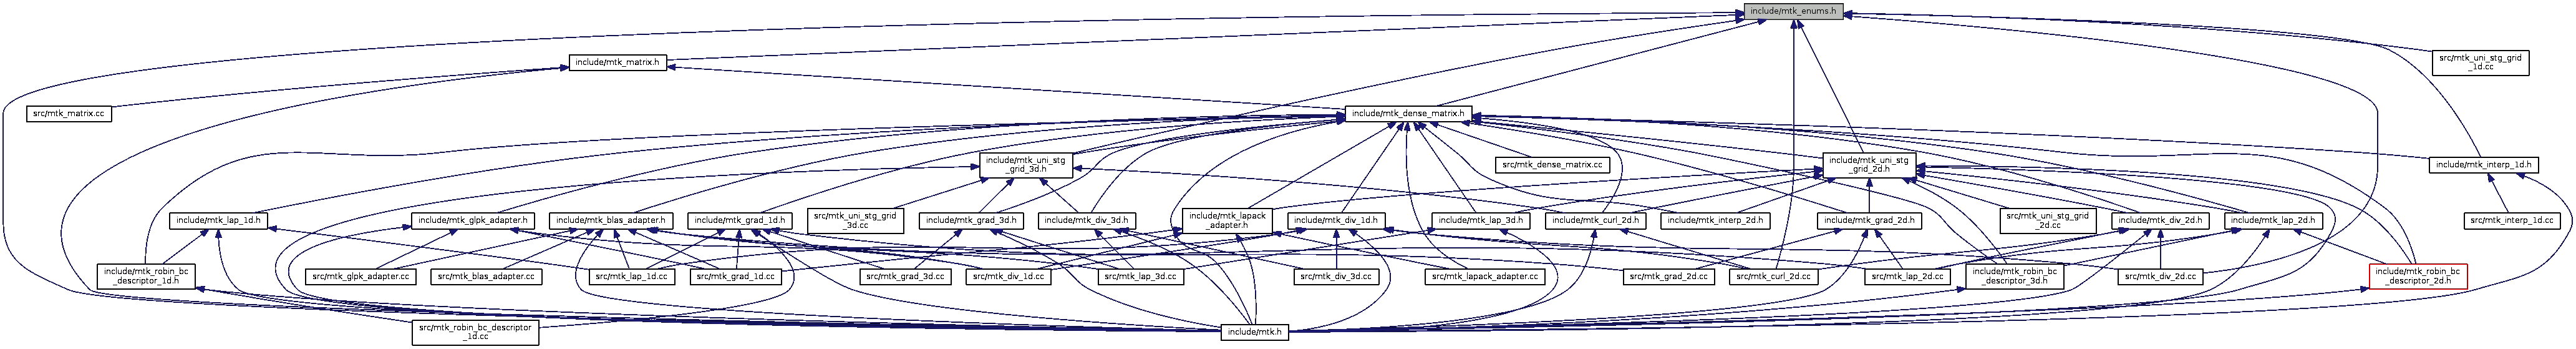 include/mtk_enums.h
include/mtk_matrix.h
src/mtk_uni_stg_grid
_1d.cc
src/mtk_matrix.cc
include/mtk_dense_matrix.h
include/mtk_uni_stg
_grid_3d.h
src/mtk_dense_matrix.cc
include/mtk_uni_stg
_grid_2d.h
include/mtk_interp_1d.h
include/mtk_lap_1d.h
include/mtk_glpk_adapter.h
include/mtk_blas_adapter.h
include/mtk_grad_1d.h
src/mtk_uni_stg_grid
_3d.cc
include/mtk_grad_3d.h
include/mtk_div_3d.h
include/mtk_lapack
_adapter.h
include/mtk_div_1d.h
include/mtk_lap_3d.h
include/mtk_curl_2d.h
include/mtk_interp_2d.h
include/mtk_grad_2d.h
src/mtk_uni_stg_grid
_2d.cc
include/mtk_div_2d.h
include/mtk_lap_2d.h
src/mtk_interp_1d.cc
include/mtk_robin_bc
_descriptor_1d.h
src/mtk_glpk_adapter.cc
src/mtk_blas_adapter.cc
src/mtk_lap_1d.cc
src/mtk_grad_1d.cc
src/mtk_grad_3d.cc
src/mtk_div_1d.cc
src/mtk_lap_3d.cc
src/mtk_div_3d.cc
src/mtk_lapack_adapter.cc
src/mtk_grad_2d.cc
src/mtk_curl_2d.cc
src/mtk_lap_2d.cc
include/mtk_robin_bc
_descriptor_3d.h
src/mtk_div_2d.cc
include/mtk_robin_bc
_descriptor_2d.h
src/mtk_robin_bc_descriptor
_1d.cc
include/mtk.h